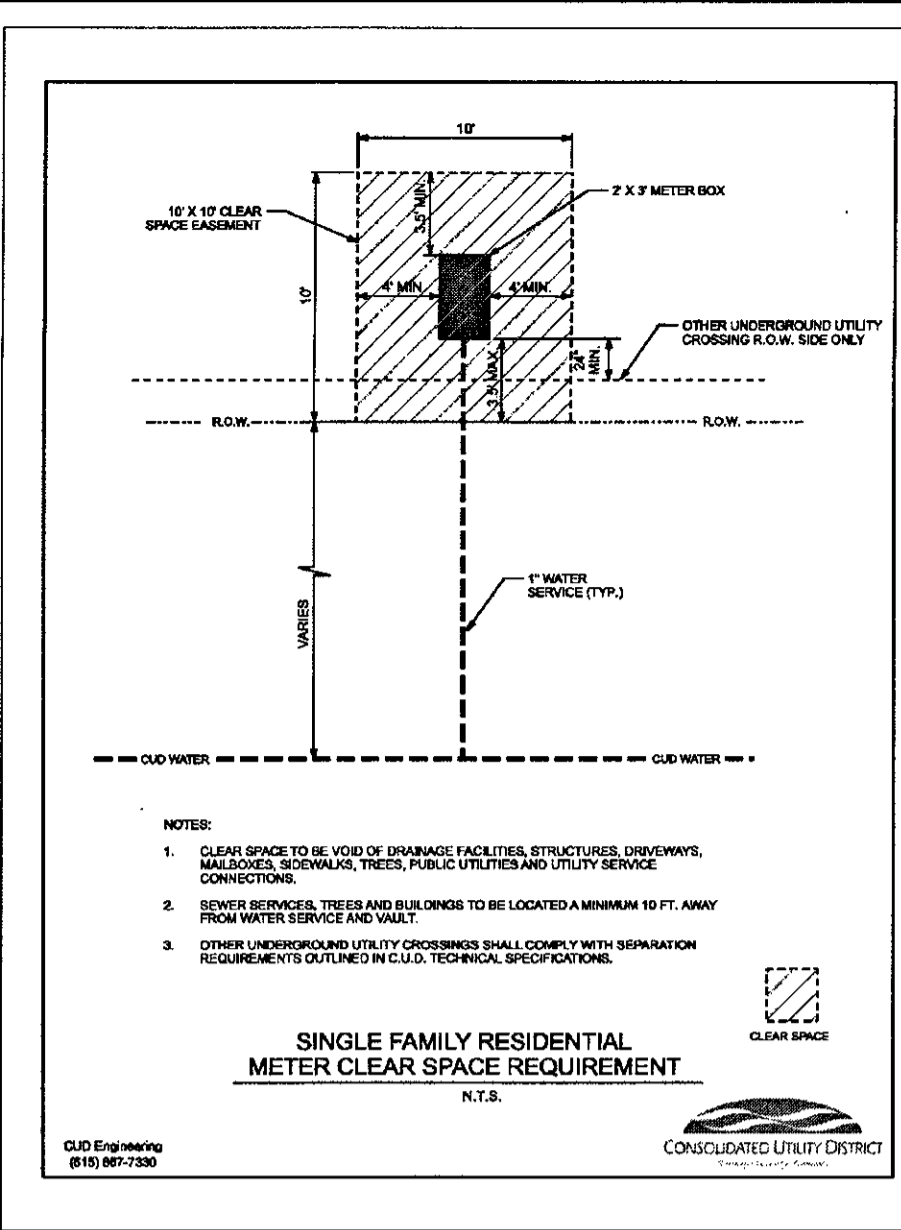 10'
2' X 3' METER BOX
10' X 10' CLEAR
SPACE EASEMENT
3.5' MIN.
10'
4' MIN.
4' MIN.
OTHER UNDERGROUND UTILITY
CROSSING R.O.W. SIDE ONLY
3.5' MAX.
24"
MIN.
R.O.W.
R.O.W.
1" WATER
SERVICE (TYP.)
VARIES
CUD WATER
CUD WATER
NOTES:
1. CLEAR SPACE TO BE VOID OF DRAINAGE FACILITIES, STRUCTURES, DRIVEWAYS,
MAILBOXES, SIDEWALKS, TREES, PUBLIC UTILITIES AND UTILITY SERVICE
CONNECTIONS.
2. SEWER SERVICES, TREES AND BUILDINGS TO BE LOCATED A MINIMUM 10 FT. AWAY
FROM WATER SERVICE AND VAULT.
3. OTHER UNDERGROUND UTILITY CROSSINGS SHALL COMPLY WITH SEPARATION
REQUIREMENTS OUTLINED IN C.U.D. TECHNICAL SPECIFICATIONS.
CLEAR SPACE
SINGLE FAMILY RESIDENTIAL
METER CLEAR SPACE REQUIREMENT
N.T.S.
CUD Engineering
(615) 867-7330
CONSOLIDATED UTILITY DISTRICT